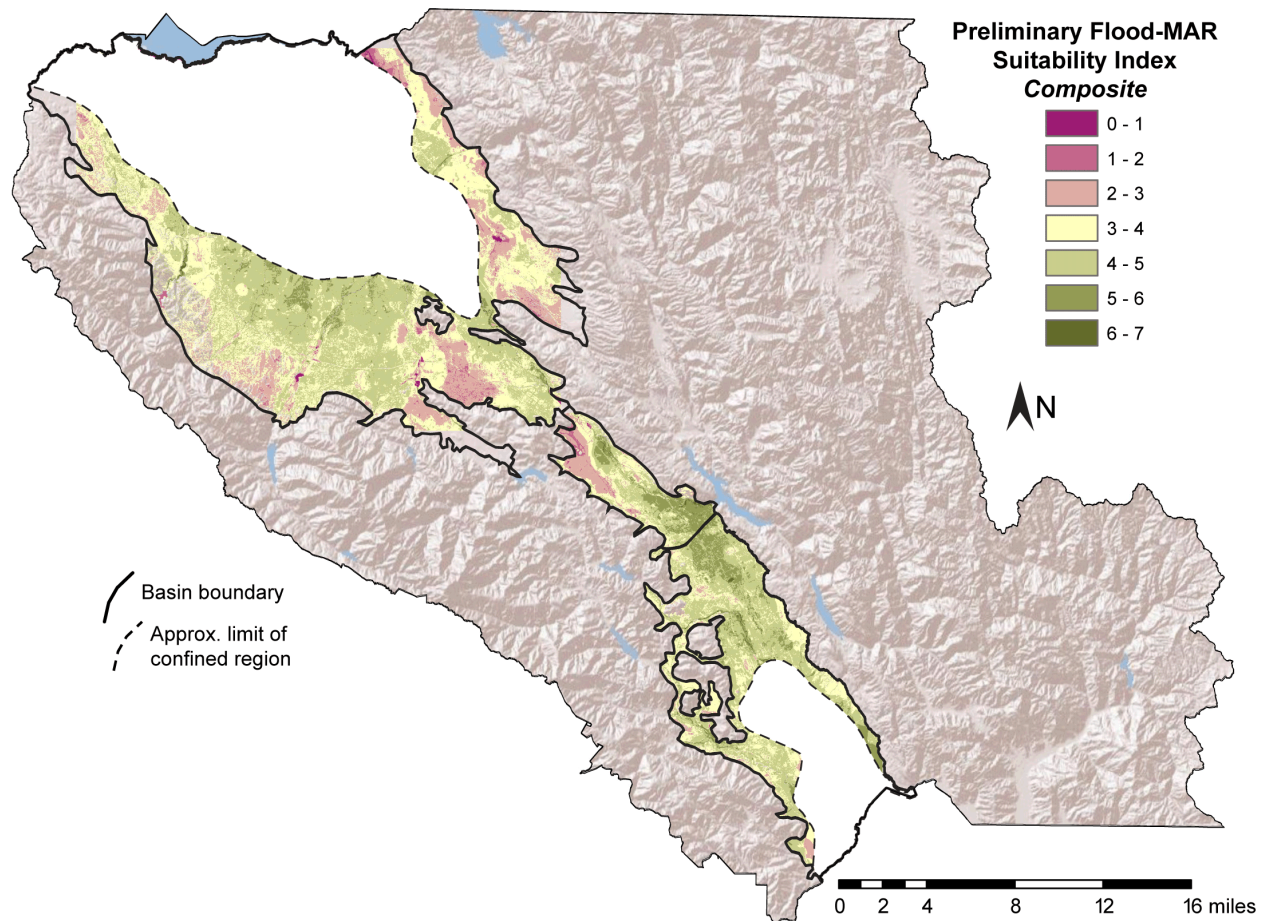 Preliminary Flood-MAR
Suitability Index
Composite
0 - 1
1 - 2
2 - 3
3 - 4
4 - 5
5 - 6
6 - 7
N
Basin boundary
Approx. limit of
confined region
0 2 4 8 12 16 miles